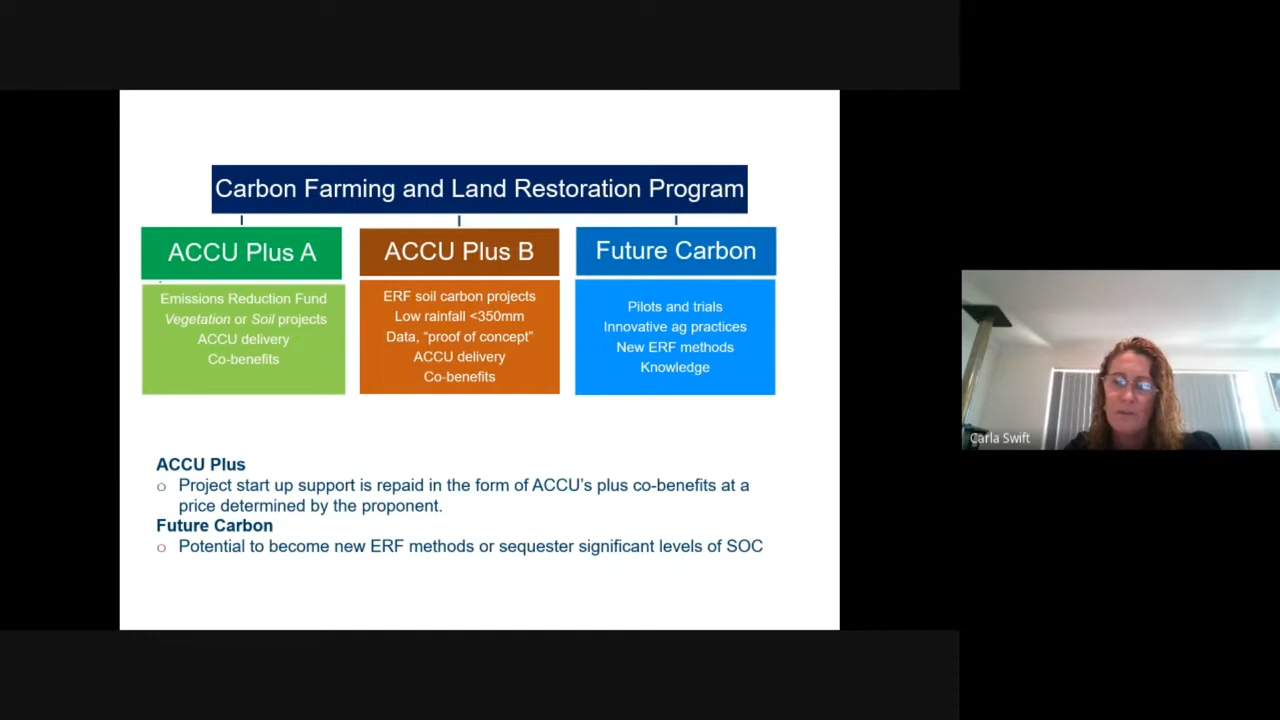 Carbon Farming and Land Restoration Program
ACCU Plus A
ACCU Plus B
Future Carbon
Emissions Reduction Fund
Vegetation or Soil projects
ACCU delivery
Co-benefits
ERF soil carbon projects
Low rainfall <350mm
Data, “proof of concept”
ACCU delivery
Co-benefits
Pilots and trials
Innovative ag practices
New ERF methods
Knowledge
ACCU Plus
o Project start up support is repaid in the form of ACCU’s plus co-benefits at a
price determined by the proponent.
Future Carbon
o Potential to become new ERF methods or sequester significant levels of SOC
Carla Swift